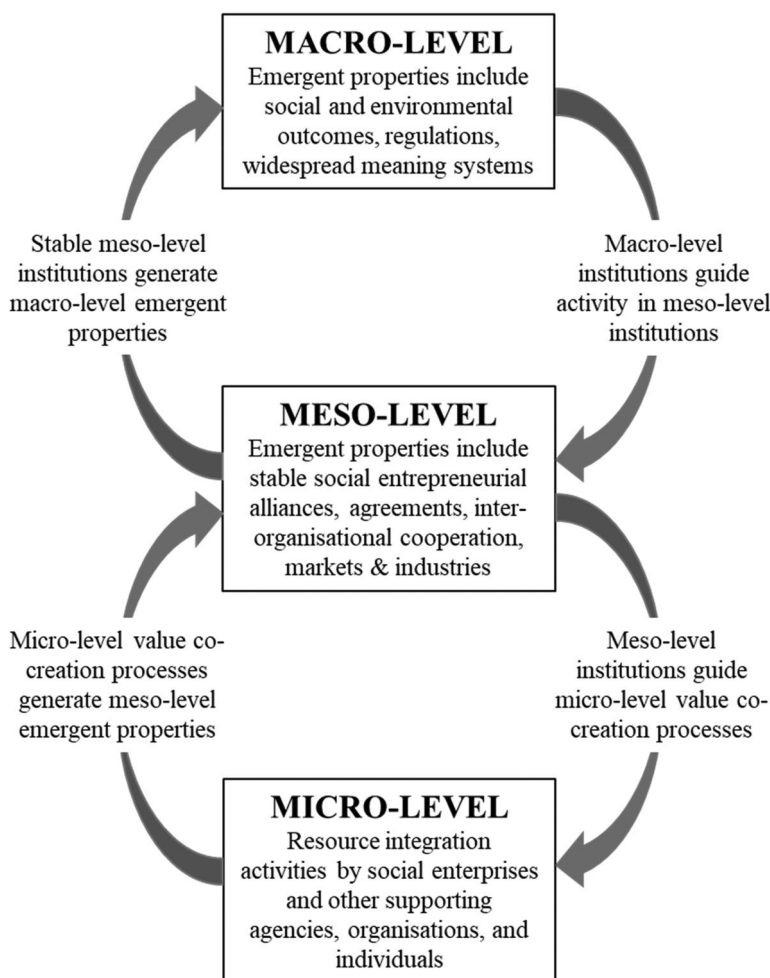 MACRO-LEVEL
Emergent properties include
social and environmental
outcomes, regulations,
widespread meaning systems
Stable meso-level
institutions generate
macro-level emergent
properties
Macro-level
institutions guide
activity in meso-level
institutions
MESO-LEVEL
Emergent properties include
stable social entrepreneurial
alliances, agreements, inter-
organisational cooperation,
markets & industries
Micro-level value co-
creation processes
generate meso-level
emergent properties
Meso-level
institutions guide
micro-level value co-
creation processes
MICRO-LEVEL
Resource integration
activities by social enterprises
and other supporting
agencies, organisations, and
individuals